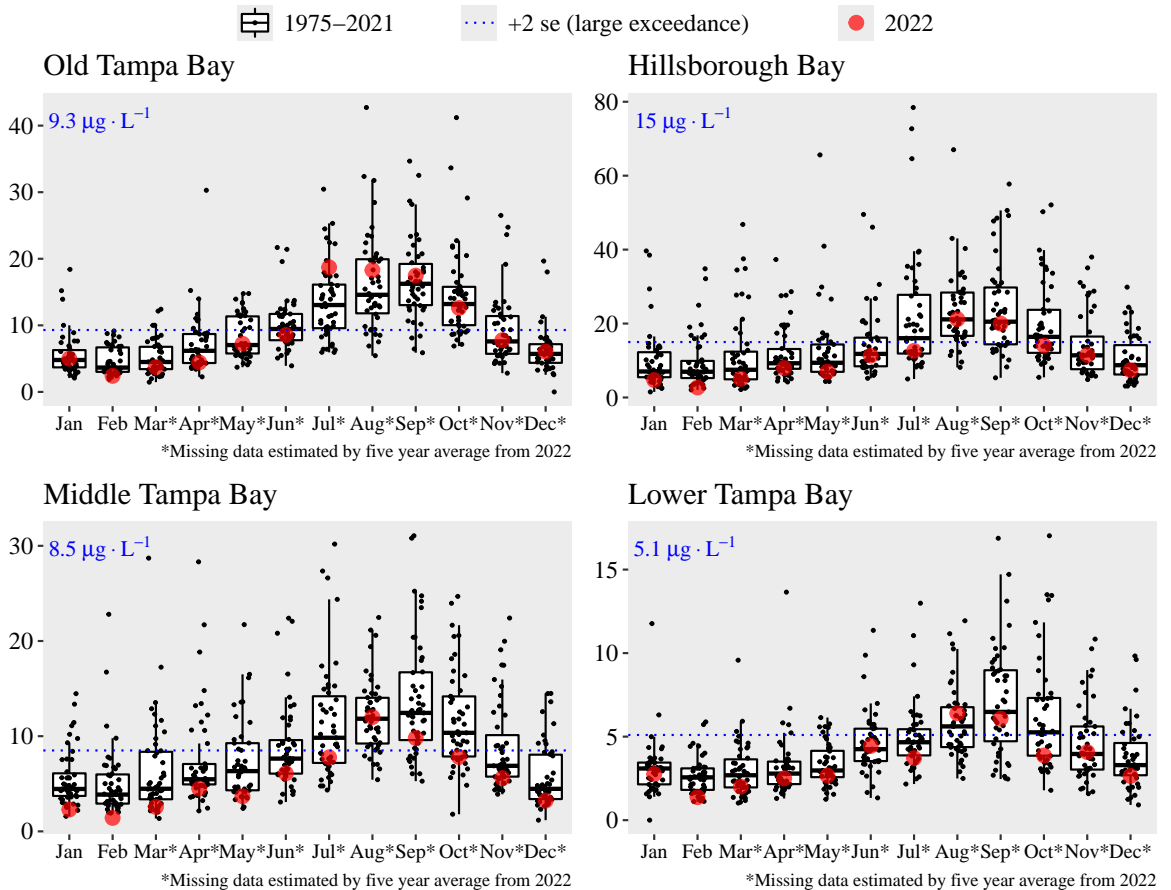 1975–2021 +2 se (large exceedance) 2022
Old Tampa Bay
9.3 µg · L⁻¹
40
30
20
10
0
Jan Feb Mar* Apr* May* Jun* Jul* Aug* Sep* Oct* Nov* Dec*
*Missing data estimated by five year average from 2022
Hillsborough Bay
15 µg · L⁻¹
80
60
40
20
0
Jan Feb Mar* Apr* May* Jun* Jul* Aug* Sep* Oct* Nov* Dec*
*Missing data estimated by five year average from 2022
Middle Tampa Bay
8.5 µg · L⁻¹
30
20
10
0
Jan Feb Mar* Apr* May* Jun* Jul* Aug* Sep* Oct* Nov* Dec*
*Missing data estimated by five year average from 2022
Lower Tampa Bay
5.1 µg · L⁻¹
15
10
5
0
Jan Feb Mar* Apr* May* Jun* Jul* Aug* Sep* Oct* Nov* Dec*
*Missing data estimated by five year average from 2022